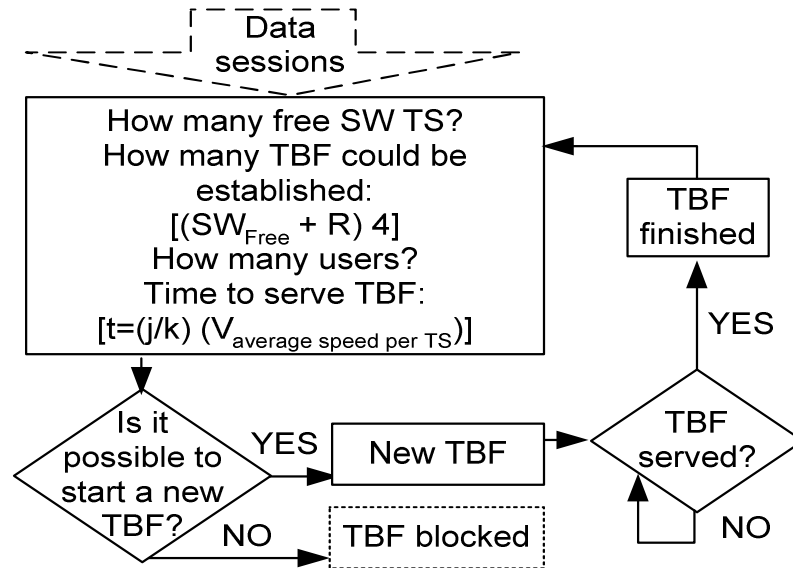 Data
sessions
How many free SW TS?
How many TBF could be
established:
[(SW_Free + R) 4]
How many users?
Time to serve TBF:
[t=(j/k) (V_average speed per TS)]
Is it
possible to
start a new
TBF?
YES
New TBF
NO
TBF blocked
TBF
served?
NO
YES
TBF
finished